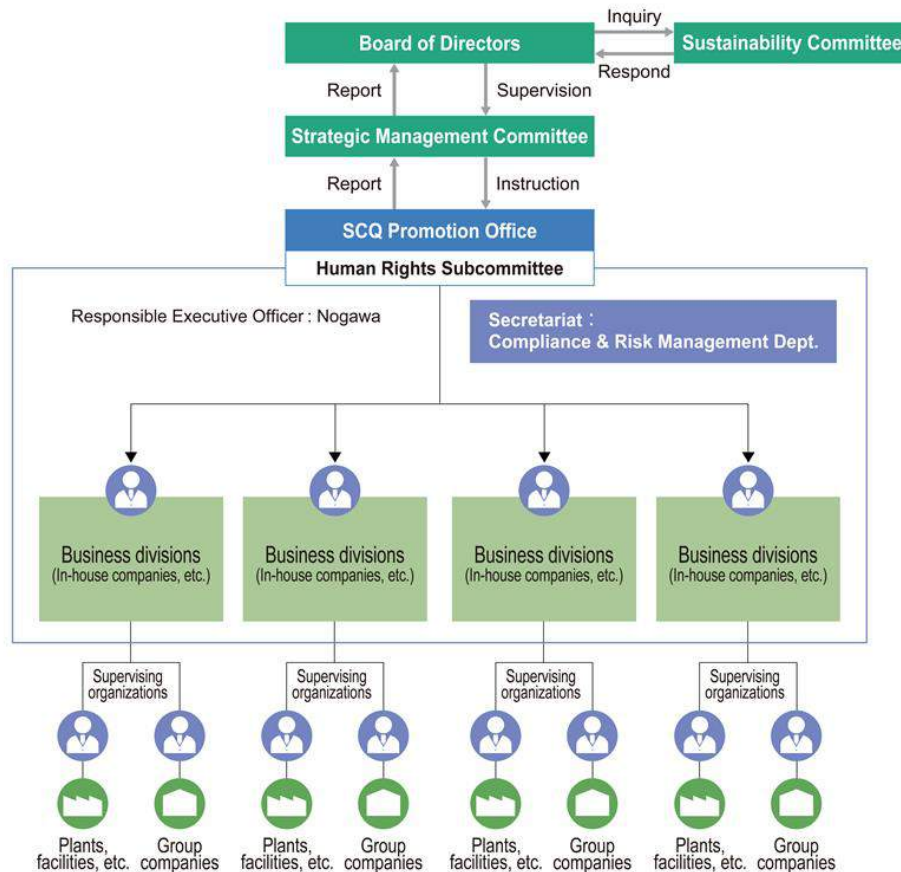 Inquiry
Board of Directors
Sustainability Committee
Respond
Report
Supervision
Strategic Management Committee
Report
Instruction
SCQ Promotion Office
Human Rights Subcommittee
Responsible Executive Officer : Nogawa
Secretariat :
Compliance & Risk Management Dept.
Business divisions
(In-house companies, etc.)
Business divisions
(In-house companies, etc.)
Business divisions
(In-house companies, etc.)
Business divisions
(In-house companies, etc.)
Supervising
organizations
Supervising
organizations
Supervising
organizations
Supervising
organizations
Plants,
facilities, etc.
Group
companies
Plants,
facilities, etc.
Group
companies
Plants,
facilities, etc.
Group
companies
Plants,
facilities, etc.
Group
companies